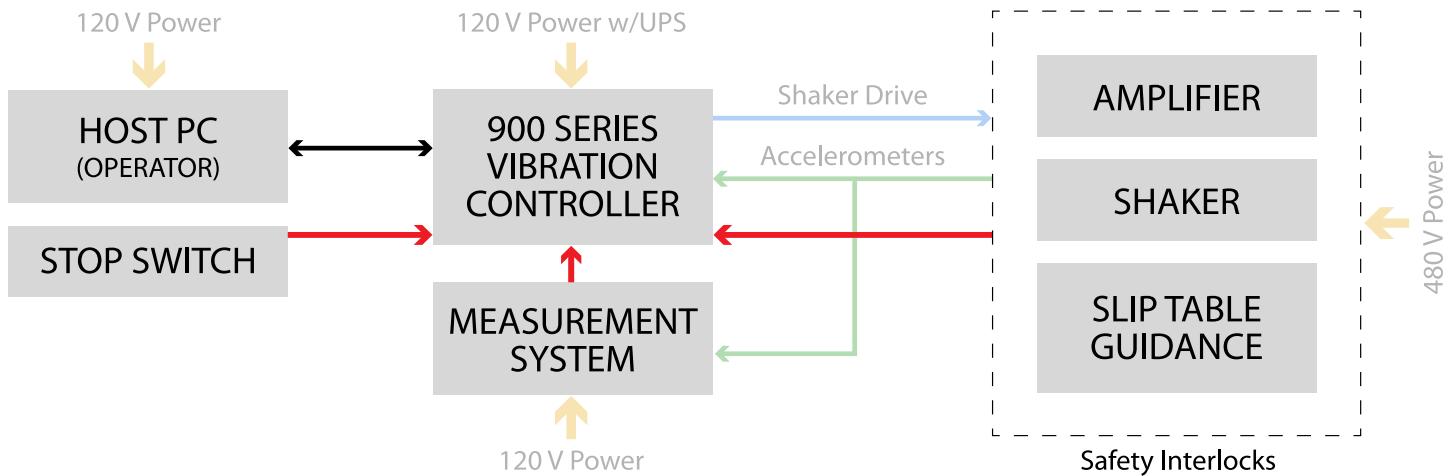 120 V Power
120 V Power w/UPS
HOST PC
(OPERATOR)
900 SERIES
VIBRATION
CONTROLLER
Shaker Drive
Accelerometers
AMPLIFIER
SHAKER
SLIP TABLE
GUIDANCE
480 V Power
STOP SWITCH
MEASUREMENT
SYSTEM
120 V Power
Safety Interlocks